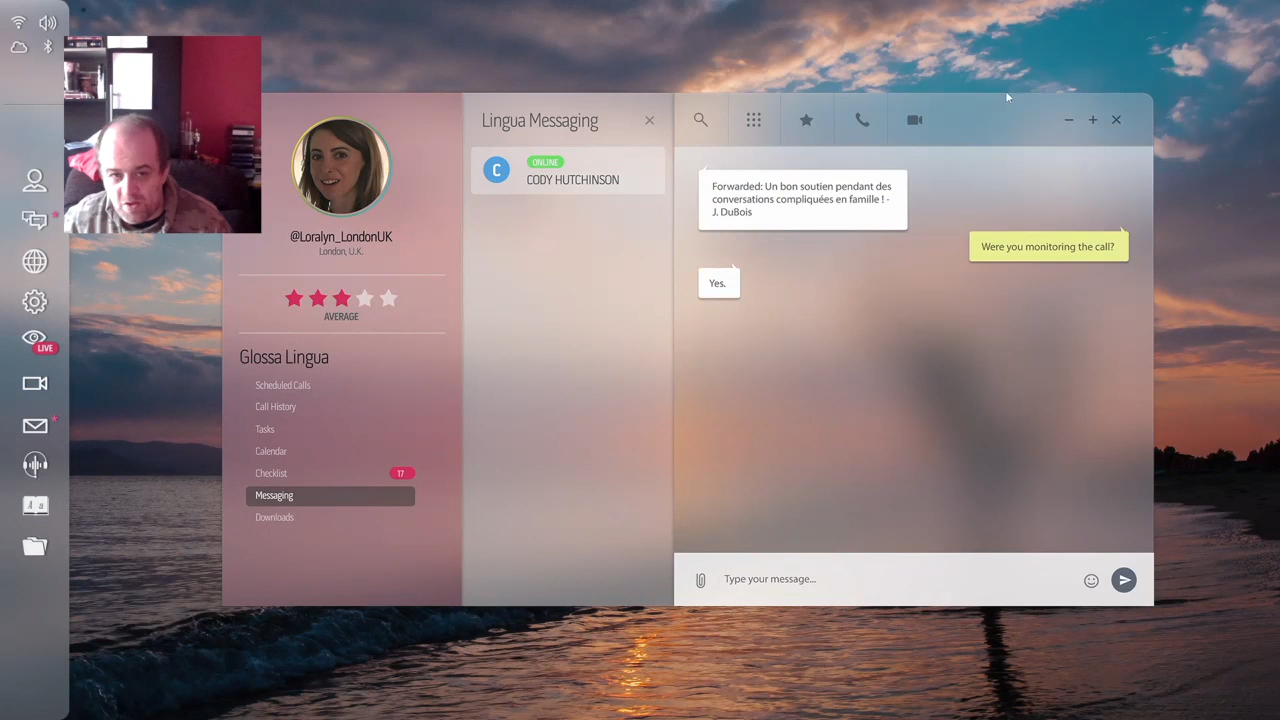 LIVE
@Loralyn_LondonUK
London, U.K.
AVERAGE
Glossa Lingua
Scheduled Calls
Call History
Tasks
Calendar
Checklist 17
Messaging
Downloads
Lingua Messaging
C
ONLINE
CODY HUTCHINSON
Forwarded: Un bon soutien pendant des
conversations compliquées en famille ! -
J. DuBois
Were you monitoring the call?
Yes.
Type your message...